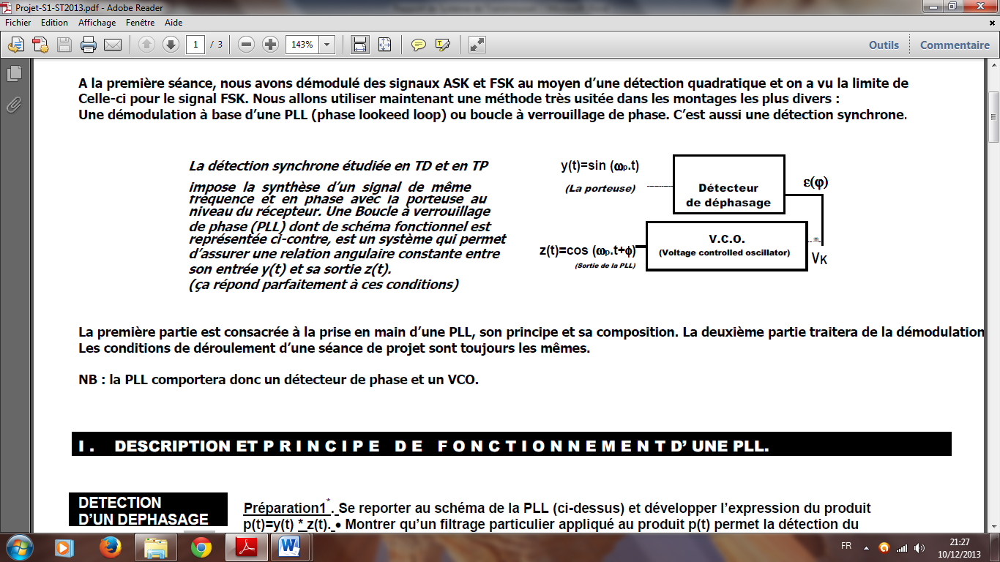 Projet-S1-ST2013.pdf - Adobe Reader
Fichier Edition Affichage Fenêtre Aide
1 / 3 143% Outils Commentaire
A la première séance, nous avons démodulé des signaux ASK et FSK au moyen d’une détection quadratique et on a vu la limite de
Celle-ci pour le signal FSK. Nous allons utiliser maintenant une méthode très usitée dans les montages les plus divers :
Une démodulation à base d’une PLL (phase lookeed loop) ou boucle à verrouillage de phase. C’est aussi une détection synchrone.
La détection synchrone étudiée en TD et en TP
impose la synthèse d’un signal de même
fréquence et en phase avec la porteuse au
niveau du récepteur. Une Boucle à verrouillage
de phase (PLL) dont de schéma fonctionnel est
représentée ci-contre, est un système qui permet
d’assurer une relation angulaire constante entre
son entrée y(t) et sa sortie z(t).
(ça répond parfaitement à ces conditions)
y(t)=sin (ωp.t)
(La porteuse)
Détecteur
de déphasage
ε(φ)
z(t)=cos (ωp.t+ϕ)
(Sortie de la PLL)
V.C.O.
(Voltage controlled oscillator)
VK
La première partie est consacrée à la prise en main d’une PLL, son principe et sa composition. La deuxième partie traitera de la démodulation
Les conditions de déroulement d’une séance de projet sont toujours les mêmes.
NB : la PLL comportera donc un détecteur de phase et un VCO.
I . DESCRIPTION ET P R I N C I P E D E F O N C T I O N N E M E N T D’ UNE PLL.
DETECTION
D’UN DEPHASAGE
Préparation1*. Se reporter au schéma de la PLL (ci-dessus) et développer l’expression du produit
p(t)=y(t) * z(t). • Montrer qu’un filtrage particulier appliqué au produit p(t) permet la détection du
FR
21:27
10/12/2013